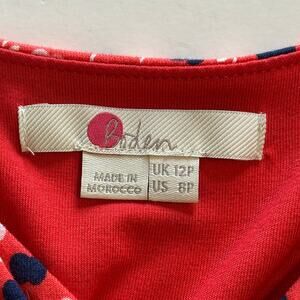 Boden
MADE IN
MOROCCO
UK 12P
US 8P